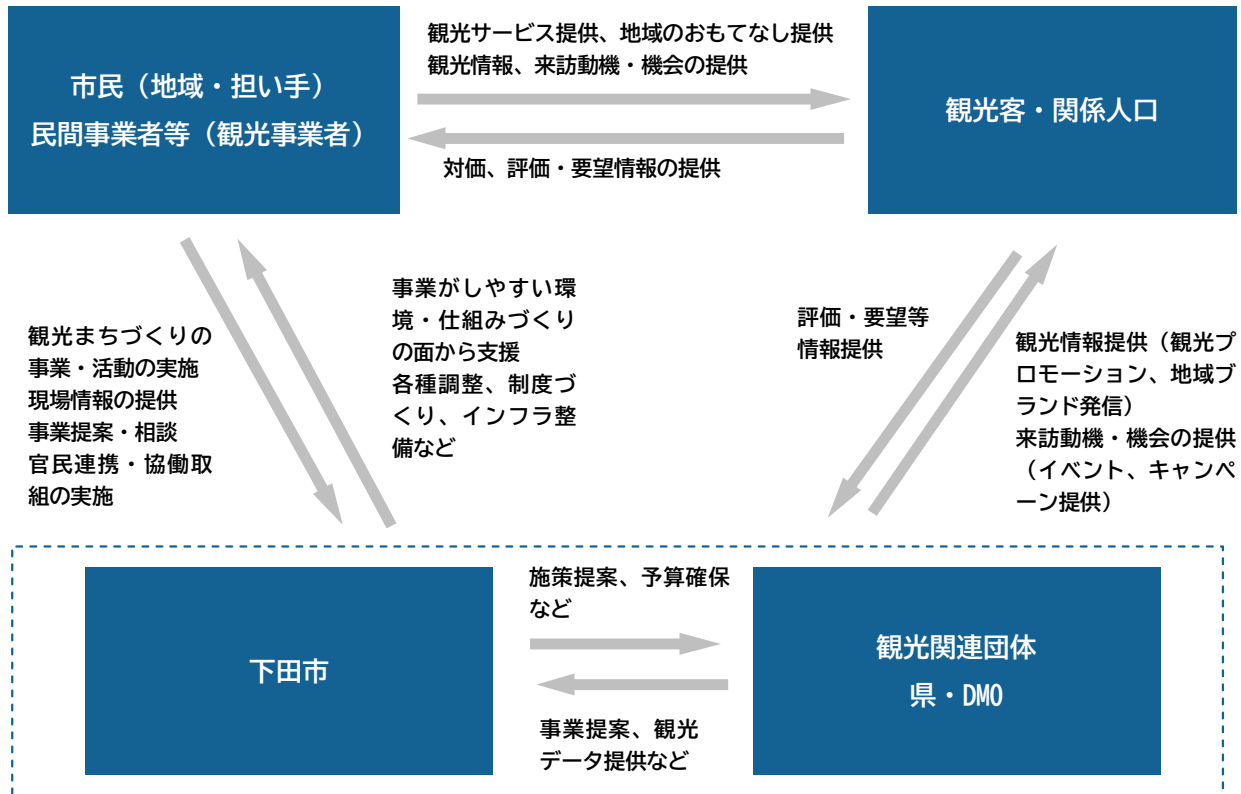 観光サービス提供、地域のおもてなし提供
観光情報、来訪動機・機会の提供
市民（地域・担い手）
民間事業者等（観光事業者）
観光客・関係人口
対価、評価・要望情報の提供
観光まちづくりの
事業・活動の実施
現場情報の提供
事業提案・相談
官民連携・協働取
組の実施
事業がしやすい環
境・仕組みづくり
の面から支援
各種調整、制度づ
くり、インフラ整
備など
評価・要望等
情報提供
観光情報提供（観光プ
ロモーション、地域ブ
ランド発信）
来訪動機・機会の提供
（イベント、キャンペ
ーン提供）
下田市
施策提案、予算確保
など
事業提案、観光
データ提供など
観光関連団体
県・DMO